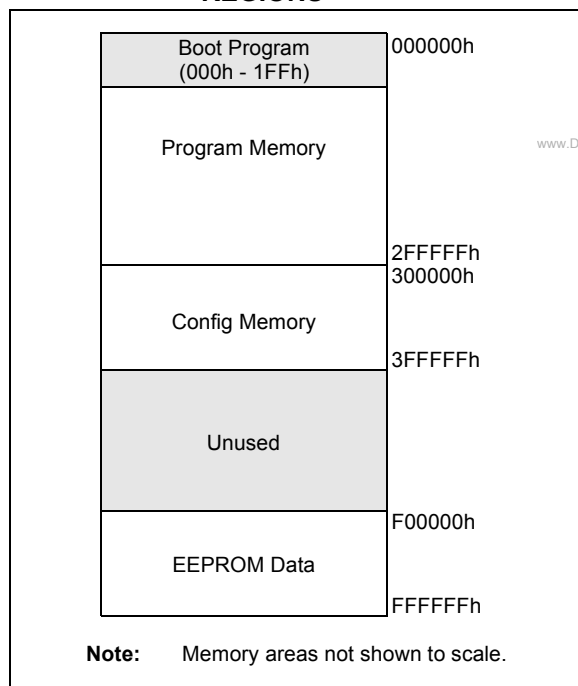 Boot Program
(000h - 1FFh)
000000h
www.D
Program Memory
2FFFFFh
300000h
Config Memory
3FFFFFh
Unused
F00000h
EEPROM Data
FFFFFFh
Note: Memory areas not shown to scale.